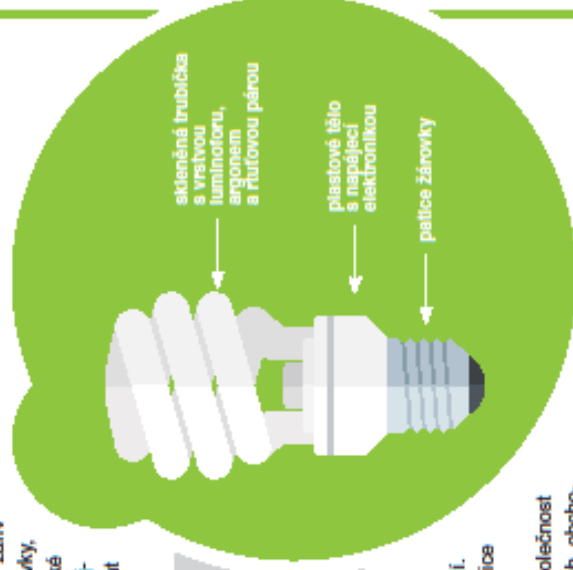 skleněná trubička
s vrstvou
luminoforu,
argonem
a rtuťovou párou
plastové tělo
s napájecí
elektronikou
patice žárovky